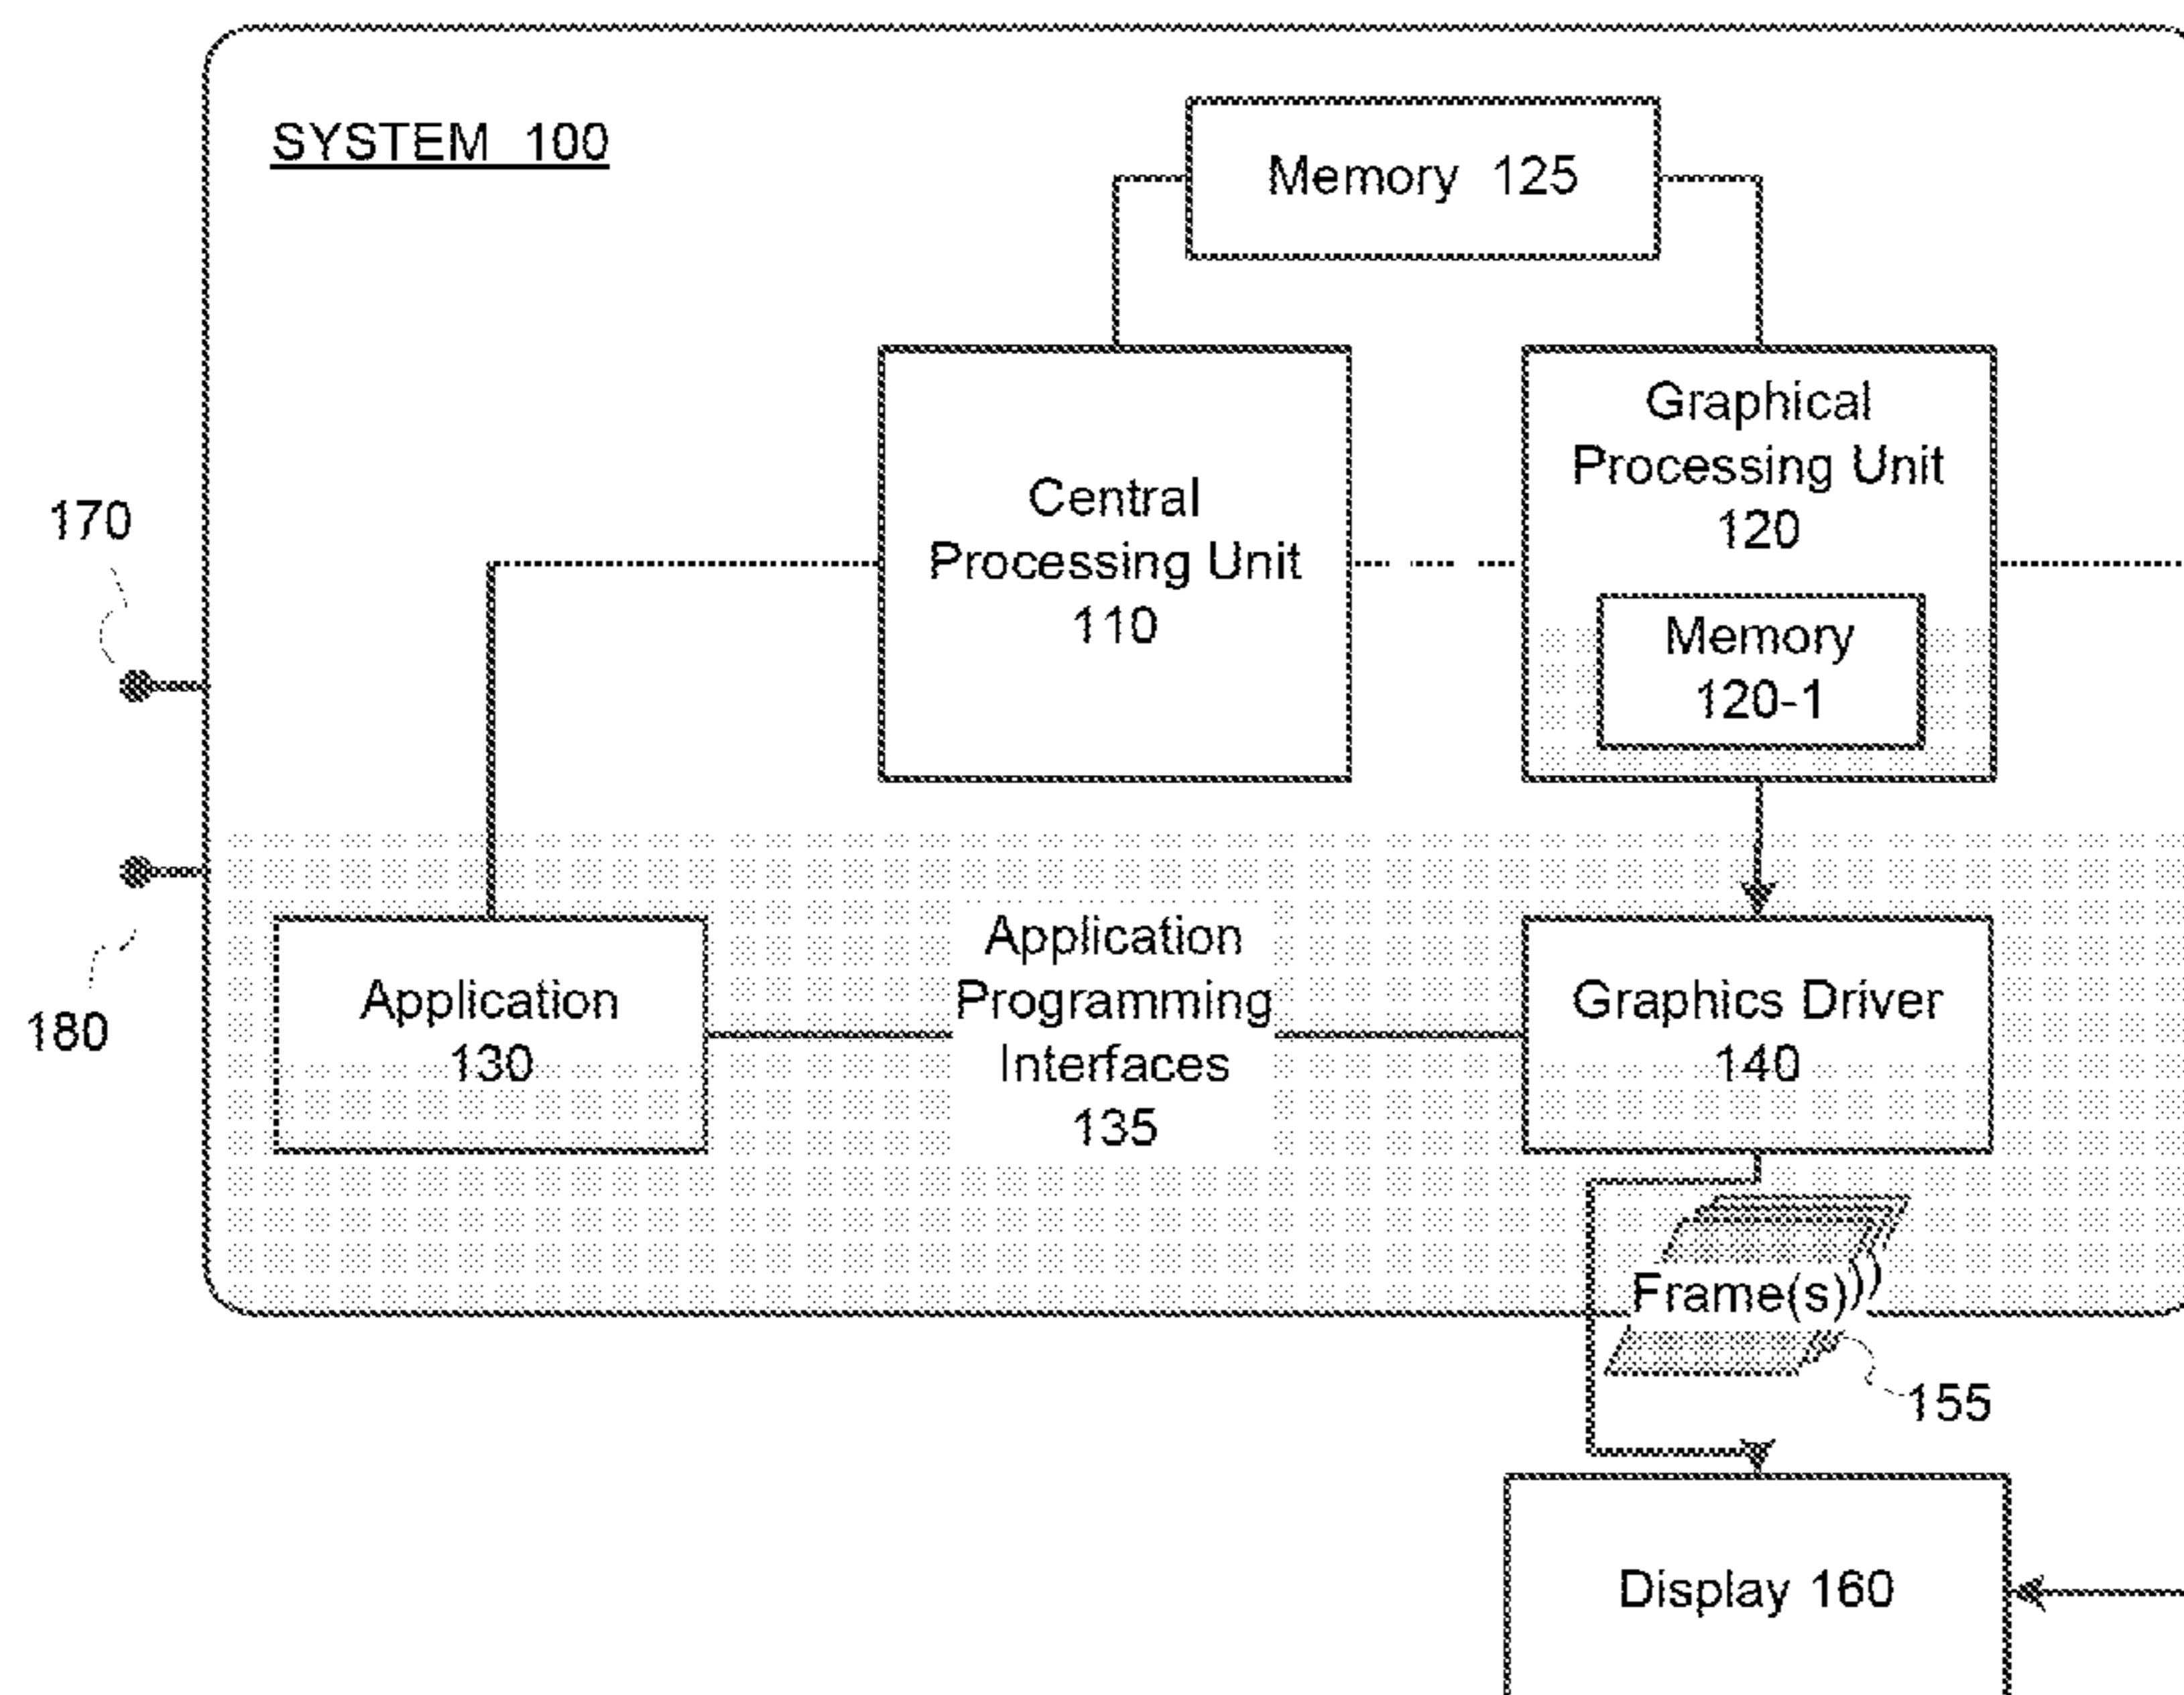 SYSTEM 100
Memory 125
Central
Processing Unit
110
Graphical
Processing Unit
120
Memory
120-1
170
180
Application
130
Application
Programming
Interfaces
135
Graphics Driver
140
Frame(s)))
155
Display 160